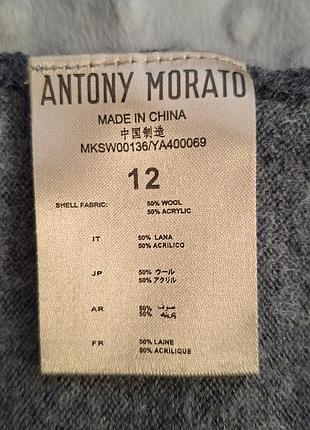 ANTONY MORATO
MADE IN CHINA
中国制造
MKSW00136/YA400069
12
SHELL FABRIC: 50% WOOL
50% ACRYLIC
IT 50% LANA
50% ACRILICO
JP 50% ウール
50% アクリル
AR 50% صوف
50%
FR 50% LAINE
50% ACRILIQUE